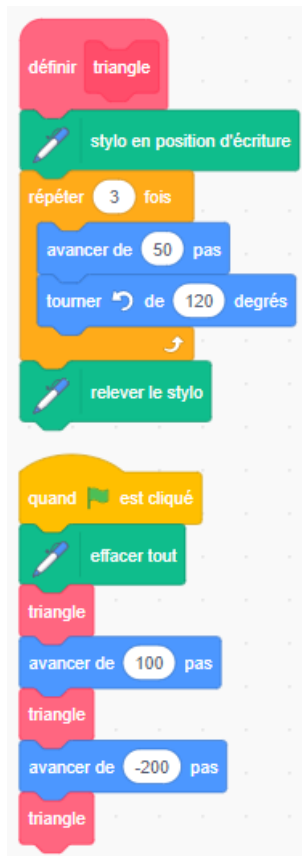 définir triangle
stylo en position d'écriture
répéter 3 fois
avancer de 50 pas
tourner de 120 degrés
relever le stylo
quand est cliqué
effacer tout
triangle
avancer de 100 pas
triangle
avancer de -200 pas
triangle